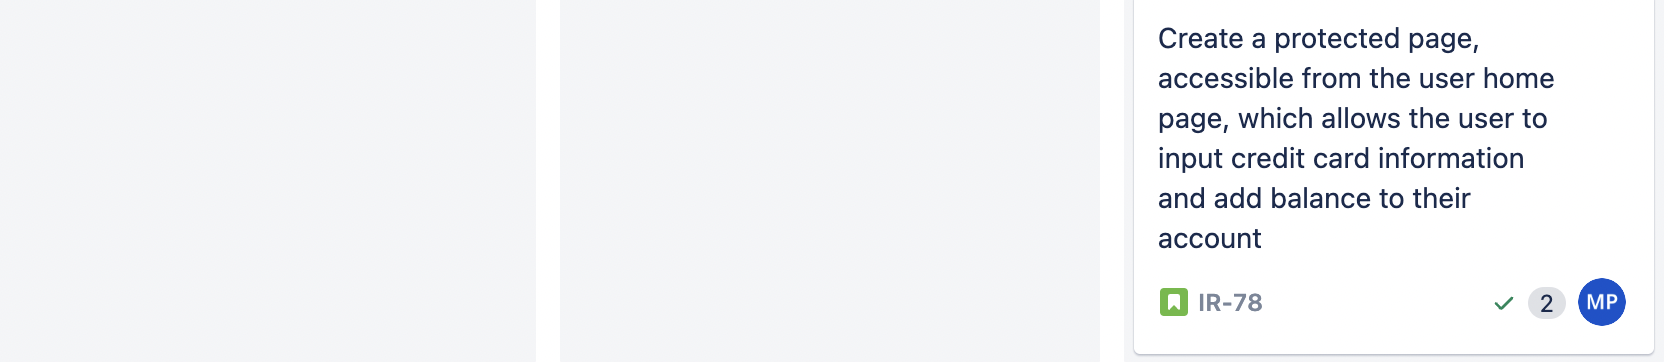 Create a protected page,
accessible from the user home
page, which allows the user to
input credit card information
and add balance to their
account
IR-78 2 MP